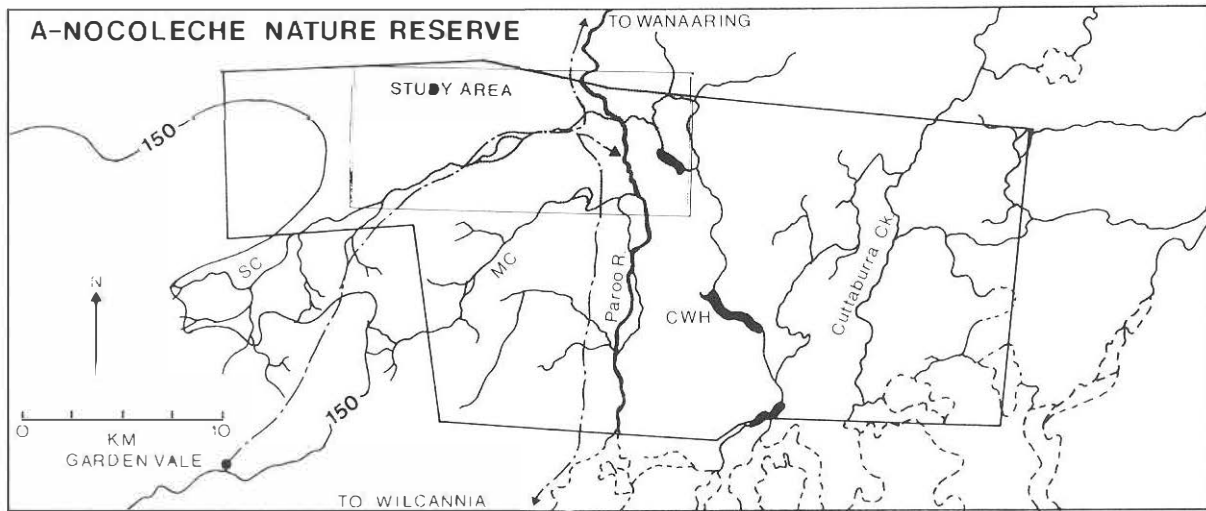 A-NOCOLECHE NATURE RESERVE
TO WANAARING
STUDY AREA
150
SC
MC
Paroo R.
CWH
Cuttaburra Ck.
N
150
0 10
KM
GARDEN VALE
TO WILCANNIA